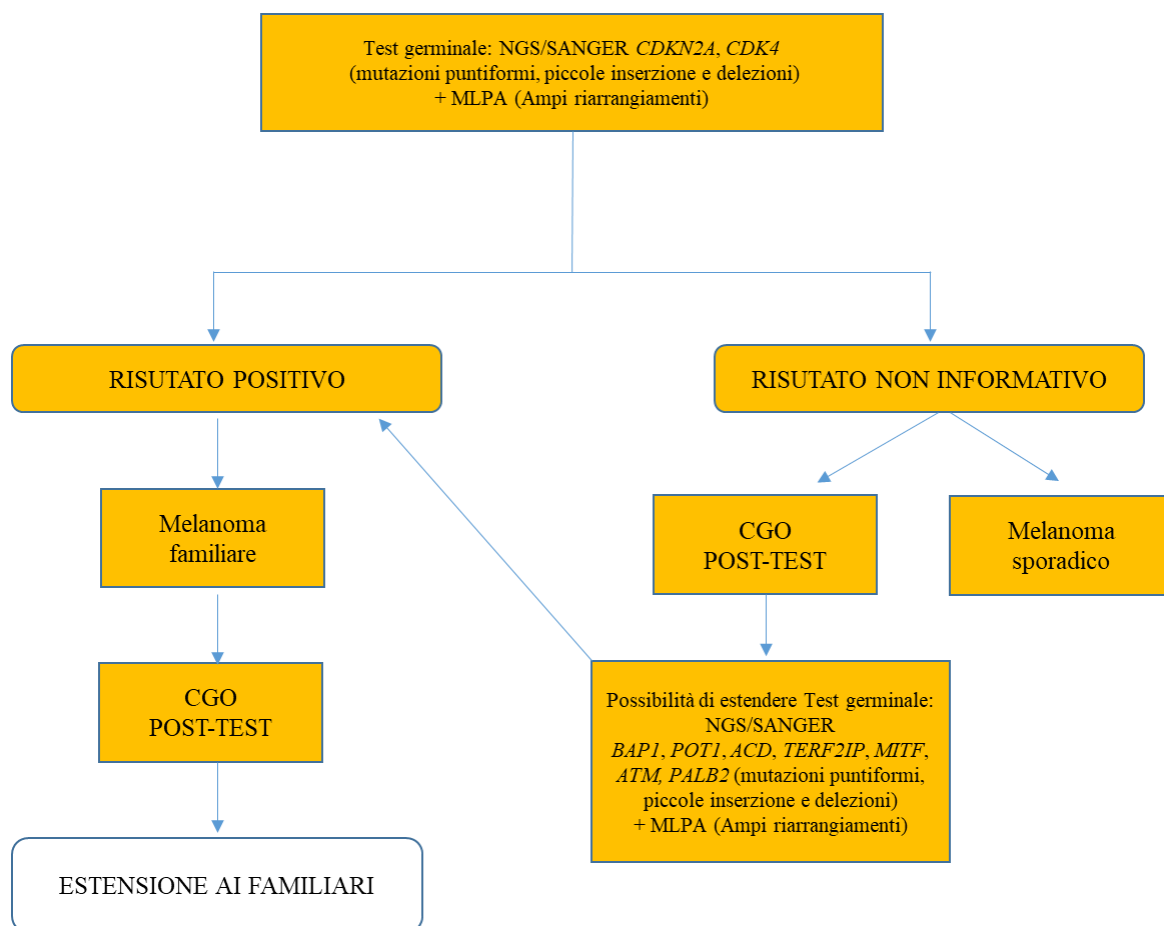 Test germinale: NGS/SANGER CDKN2A, CDK4
(mutazioni puntiformi, piccole inserzione e delezioni)
+ MLPA (Ampi riarrangiamenti)
RISUTATO POSITIVO
RISUTATO NON INFORMATIVO
Melanoma
familiare
CGO
POST-TEST
Melanoma
sporadico
CGO
POST-TEST
Possibilità di estendere Test germinale:
NGS/SANGER
BAP1, POT1, ACD, TERF2IP, MITF,
ATM, PALB2 (mutazioni puntiformi,
piccole inserzione e delezioni)
+ MLPA (Ampi riarrangiamenti)
ESTENSIONE AI FAMILIARI